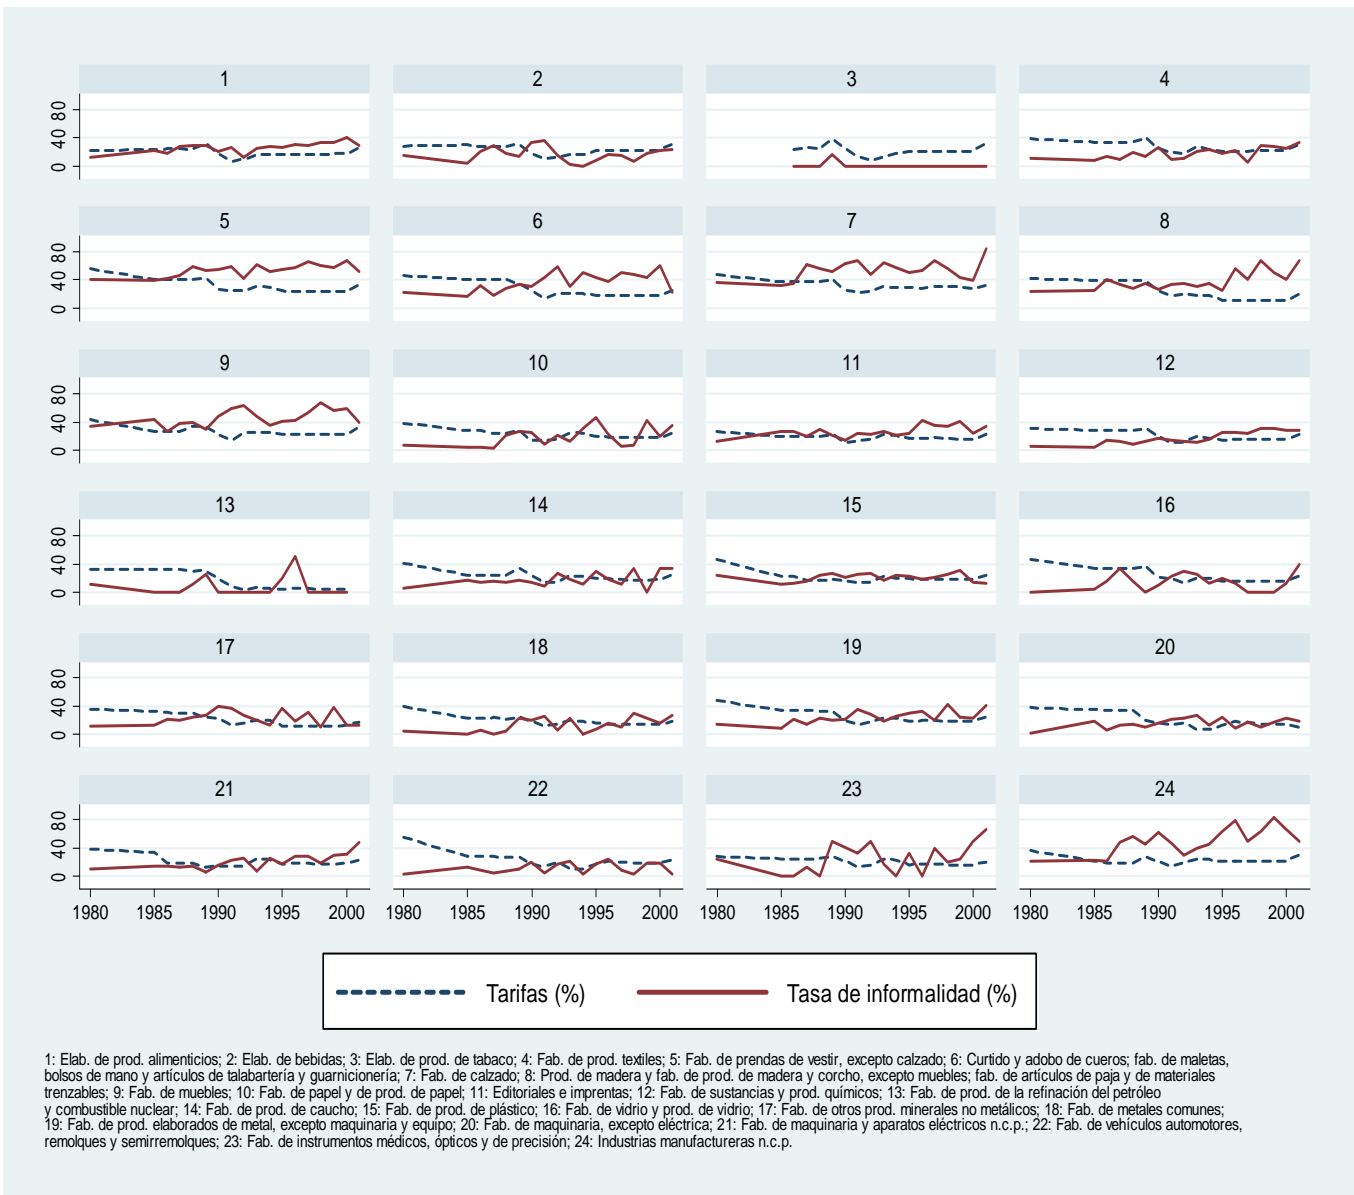 1 2 3 4
0 40 80
5 6 7 8
0 40 80
9 10 11 12
0 40 80
13 14 15 16
0 40 80
17 18 19 20
0 40 80
21 22 23 24
0 40 80
1980 1985 1990 1995 2000 1980 1985 1990 1995 2000 1980 1985 1990 1995 2000 1980 1985 1990 1995 2000
Tarifas (%) Tasa de informalidad (%)
1: Elab. de prod. alimenticios; 2: Elab. de bebidas; 3: Elab. de prod. de tabaco; 4: Fab. de prod. textiles; 5: Fab. de prendas de vestir, excepto calzado; 6: Curtido y adobo de cueros; fab. de maletas,
bolsos de mano y artículos de talabartería y guarnicionería; 7: Fab. de calzado; 8: Prod. de madera y fab. de prod. de madera y corcho, excepto muebles; fab. de artículos de paja y de materiales
trenzables; 9: Fab. de muebles; 10: Fab. de papel y de prod. de papel; 11: Editoriales e imprentas; 12: Fab. de sustancias y prod. químicos; 13: Fab. de prod. de la refinación del petróleo
y combustible nuclear; 14: Fab. de prod. de caucho; 15: Fab. de prod. de plástico; 16: Fab. de vidrio y prod. de vidrio; 17: Fab. de otros prod. minerales no metálicos; 18: Fab. de metales comunes;
19: Fab. de prod. elaborados de metal, excepto maquinaria y equipo; 20: Fab. de maquinaria, excepto eléctrica; 21: Fab. de maquinaria y aparatos eléctricos n.c.p.; 22: Fab. de vehículos automotores,
remolques y semirremolques; 23: Fab. de instrumentos médicos, ópticos y de precisión; 24: Industrias manufactureras n.c.p.